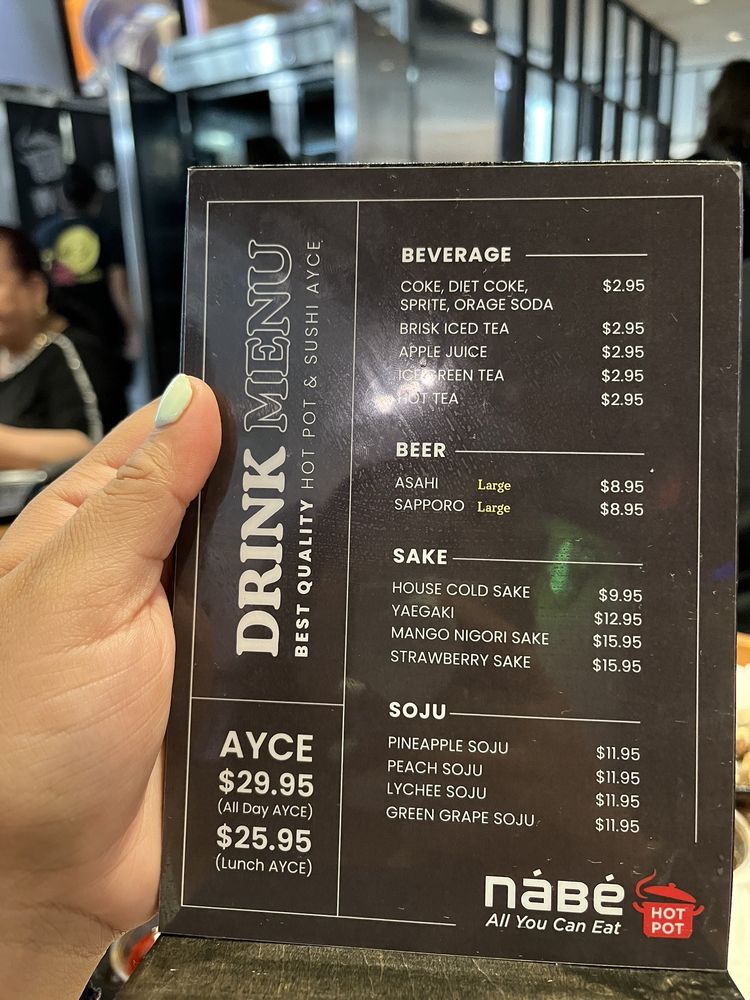 DRINK MENU
BEST QUALITY HOT POT & SUSHI AYCE
AYCE
$29.95
(All Day AYCE)
$25.95
(Lunch AYCE)
BEVERAGE
COKE, DIET COKE, $2.95
SPRITE, ORAGE SODA
BRISK ICED TEA $2.95
APPLE JUICE $2.95
ICE GREEN TEA $2.95
HOT TEA $2.95
BEER
ASAHI Large $8.95
SAPPORO Large $8.95
SAKE
HOUSE COLD SAKE $9.95
YAEGAKI $12.95
MANGO NIGORI SAKE $15.95
STRAWBERRY SAKE $15.95
SOJU
PINEAPPLE SOJU $11.95
PEACH SOJU $11.95
LYCHEE SOJU $11.95
GREEN GRAPE SOJU $11.95
náBé
All You Can Eat
HOT
POT